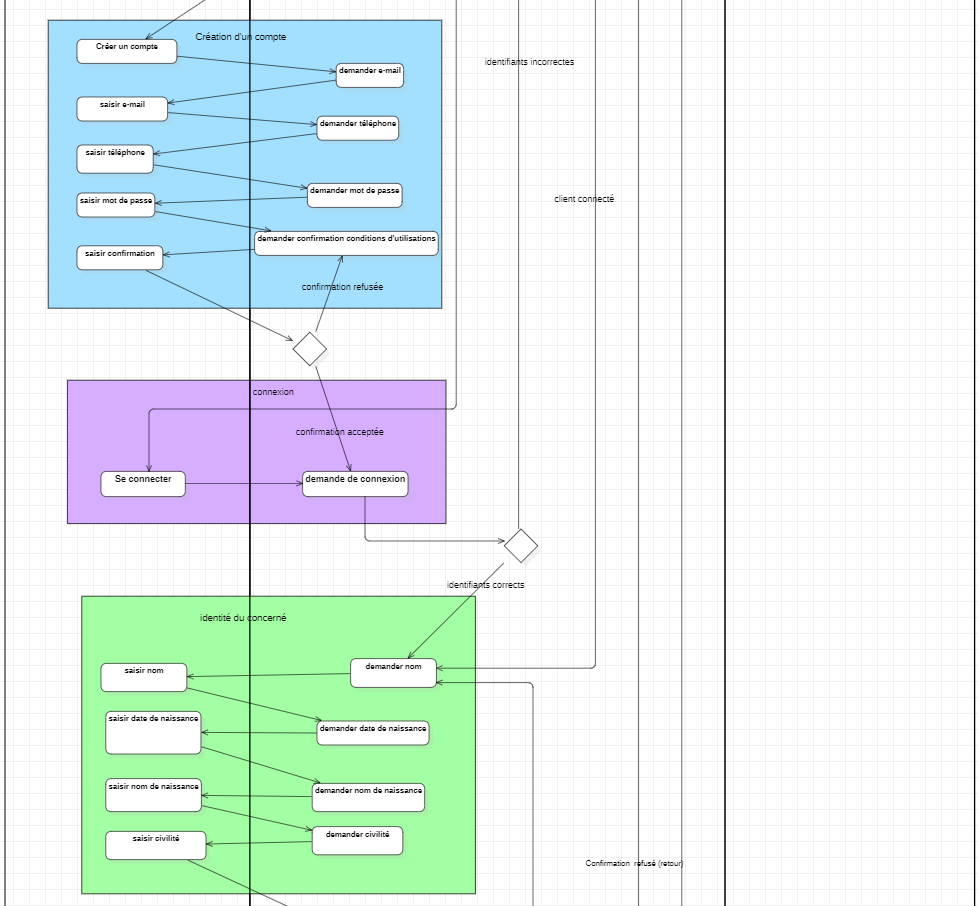 Création d'un compte
Créer un compte
identifiants incorrectes
demander e-mail
saisir e-mail
demander téléphone
saisir téléphone
demander mot de passe
saisir mot de passe
client connecté
demander confirmation conditions d'utilisations
saisir confirmation
confirmation refusée
connexion
confirmation acceptée
Se connecter
demande de connexion
identifiants corrects
identité du concerné
demander nom
saisir nom
saisir date de naissance
demander date de naissance
saisir nom de naissance
demander nom de naissance
demander civilité
saisir civilité
Confirmation refusé (retour)